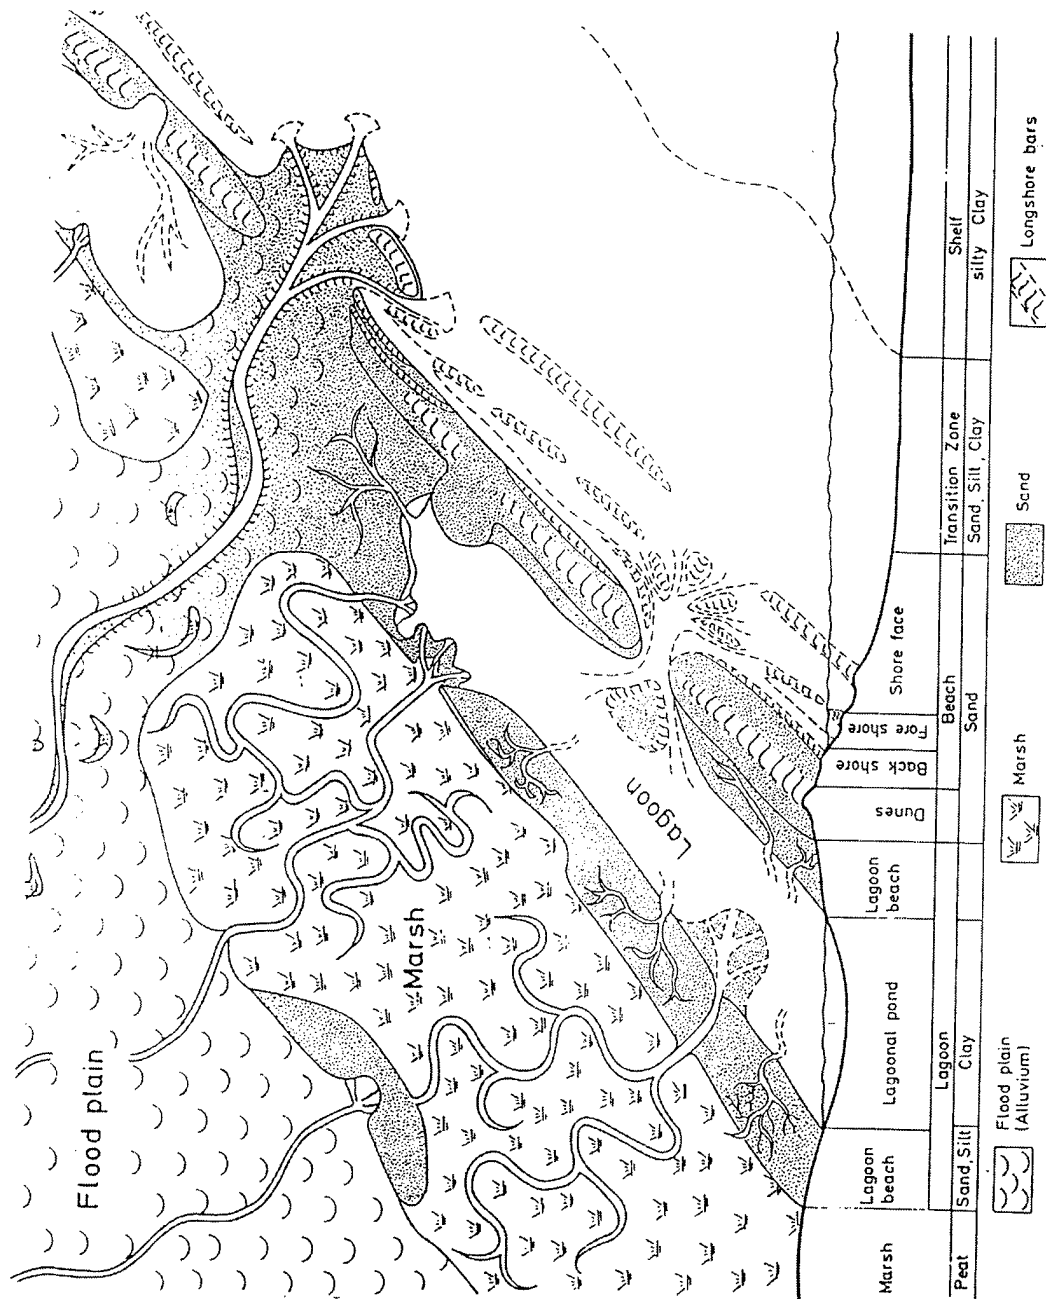 Flood plain
Marsh
Lagoon
Marsh
Lagoon
beach
Lagoonal pond
Lagoon
beach
Dunes
Back shore
Fore shore
Shore face
Lagoon
Beach
Transition Zone
Shelf
Peat
Sand, Silt
Clay
Sand
Sand, Silt, Clay
silty Clay
Flood plain
(Alluvium)
Marsh
Sand
Longshore bars